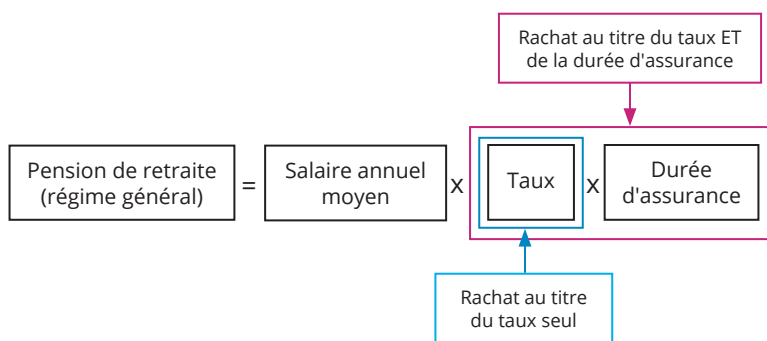 Rachat au titre du taux ET
de la durée d'assurance
Pension de retraite
(régime général)
=
Salaire annuel
moyen
x
Taux
x
Durée
d'assurance
Rachat au titre
du taux seul